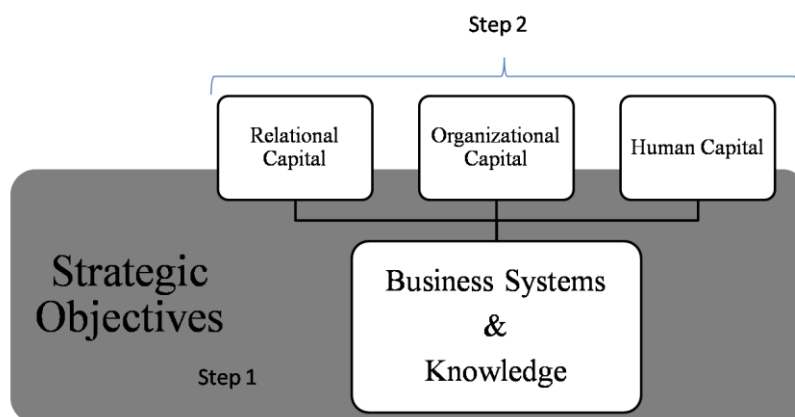 Step 2
Relational
Capital
Organizational
Capital
Human Capital
Strategic
Objectives
Business Systems
&
Knowledge
Step 1